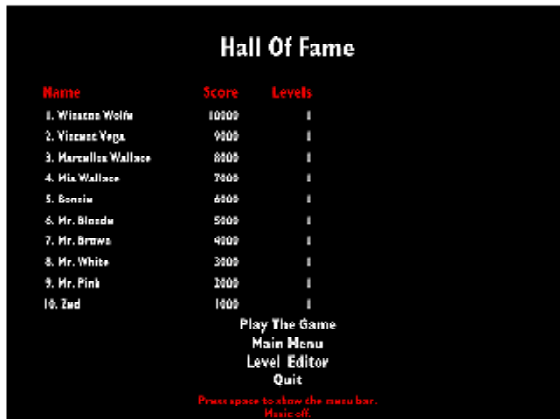 Hall Of Fame
Name Score Levels
1. Winston Wolfe 10000 1
2. Vincent Vega 9000 1
3. Marcellus Wallace 8000 1
4. Mia Wallace 7000 1
5. Bonnie 6000 1
6. Mr. Blonde 5000 1
7. Mr. Brown 4000 1
8. Mr. White 3000 1
9. Mr. Pink 2000 1
10. Zed 1000 1
Play The Game
Main Menu
Level Editor
Quit
Press space to show the menu bar.
Music off.